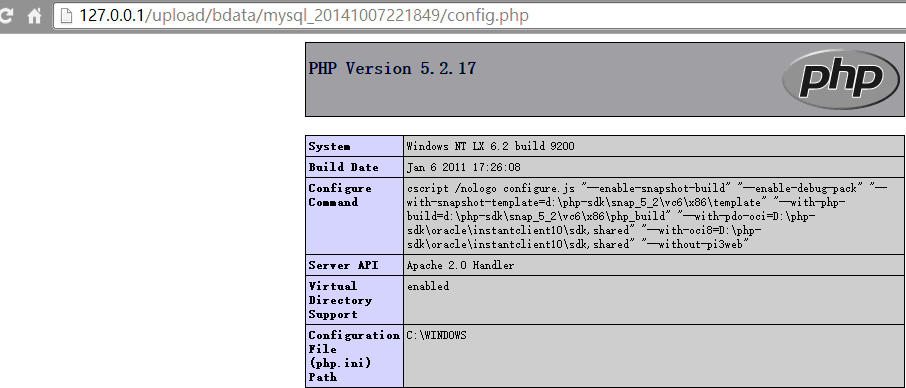 127.0.0.1/upload/bdata/mysql_20141007221849/config.php
PHP Version 5.2.17
php
System Windows NT LX 6.2 build 9200
Build Date Jan 6 2011 17:26:08
Configure Command cscript /nologo configure.js "--enable-snapshot-build" "--enable-debug-pack" "--
with-snapshot-template=d:\php-sdk\snap_5_2\vc6\x86\template" "--with-php-
build=d:\php-sdk\snap_5_2\vc6\x86\php_build" "--with-pdo-oci=D:\php-
sdk\oracle\instantclient10\sdk,shared" "--with-oci8=D:\php-
sdk\oracle\instantclient10\sdk,shared" "--without-pi3web"
Server API Apache 2.0 Handler
Virtual
Directory
Support
enabled
Configuration
File
(php.ini)
Path
C:\WINDOWS